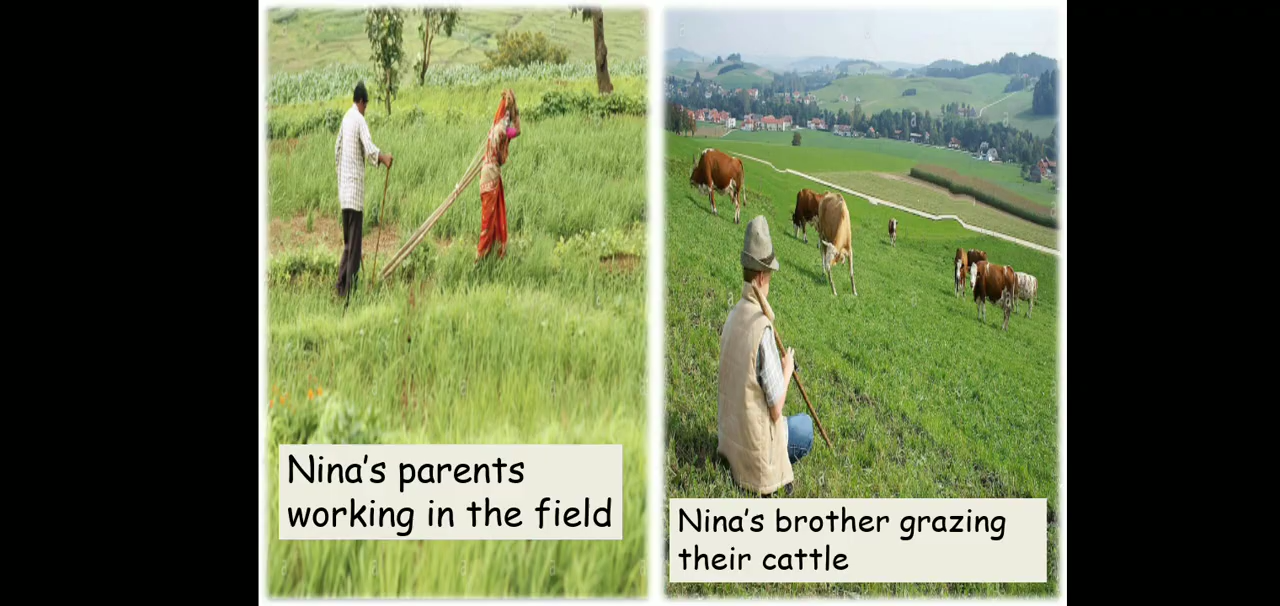 Nina’s parents
working in the field
Nina’s brother grazing
their cattle